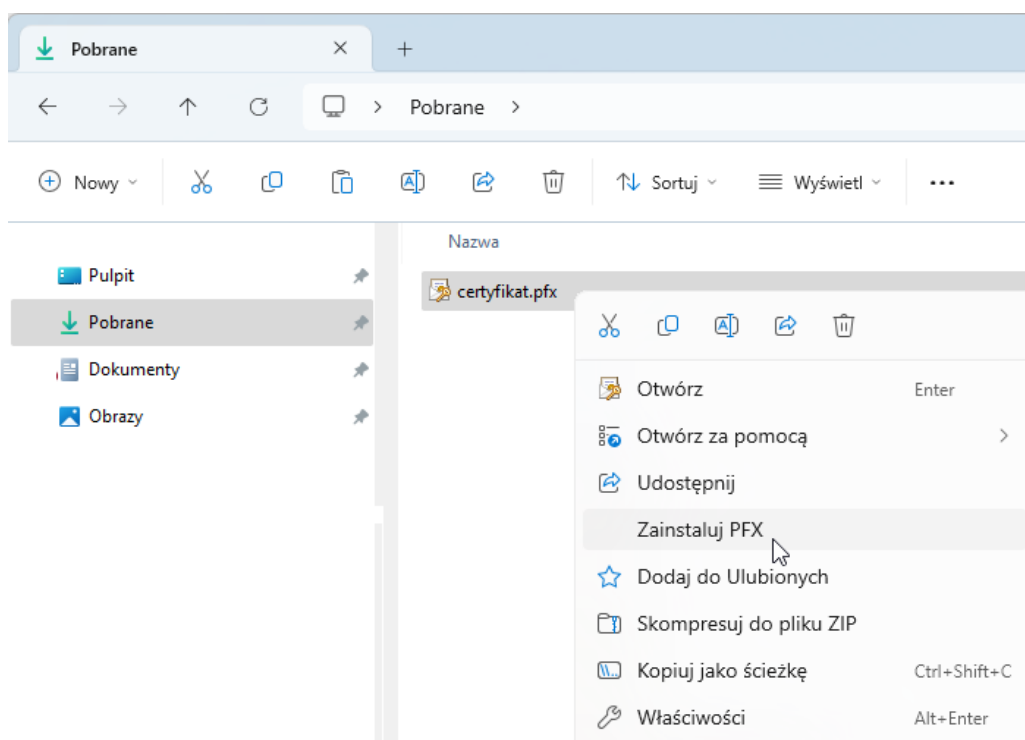 Pobrane
Pobrane
Nowy
Sortuj
Wyświetl
Nazwa
Pulpit
Pobrane
Dokumenty
Obrazy
certyfikat.pfx
Otwórz Enter
Otwórz za pomocą
Udostępnij
Zainstaluj PFX
Dodaj do Ulubionych
Skompresuj do pliku ZIP
Kopiuj jako ścieżkę Ctrl+Shift+C
Właściwości Alt+Enter